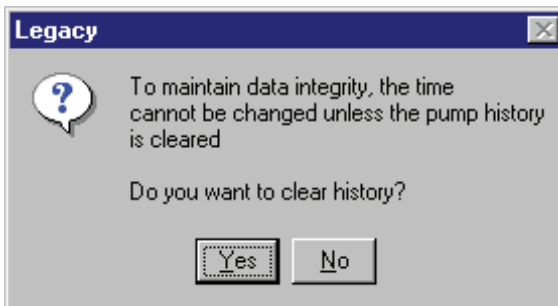 Legacy
?
To maintain data integrity, the time
cannot be changed unless the pump history
is cleared
Do you want to clear history?
Yes No